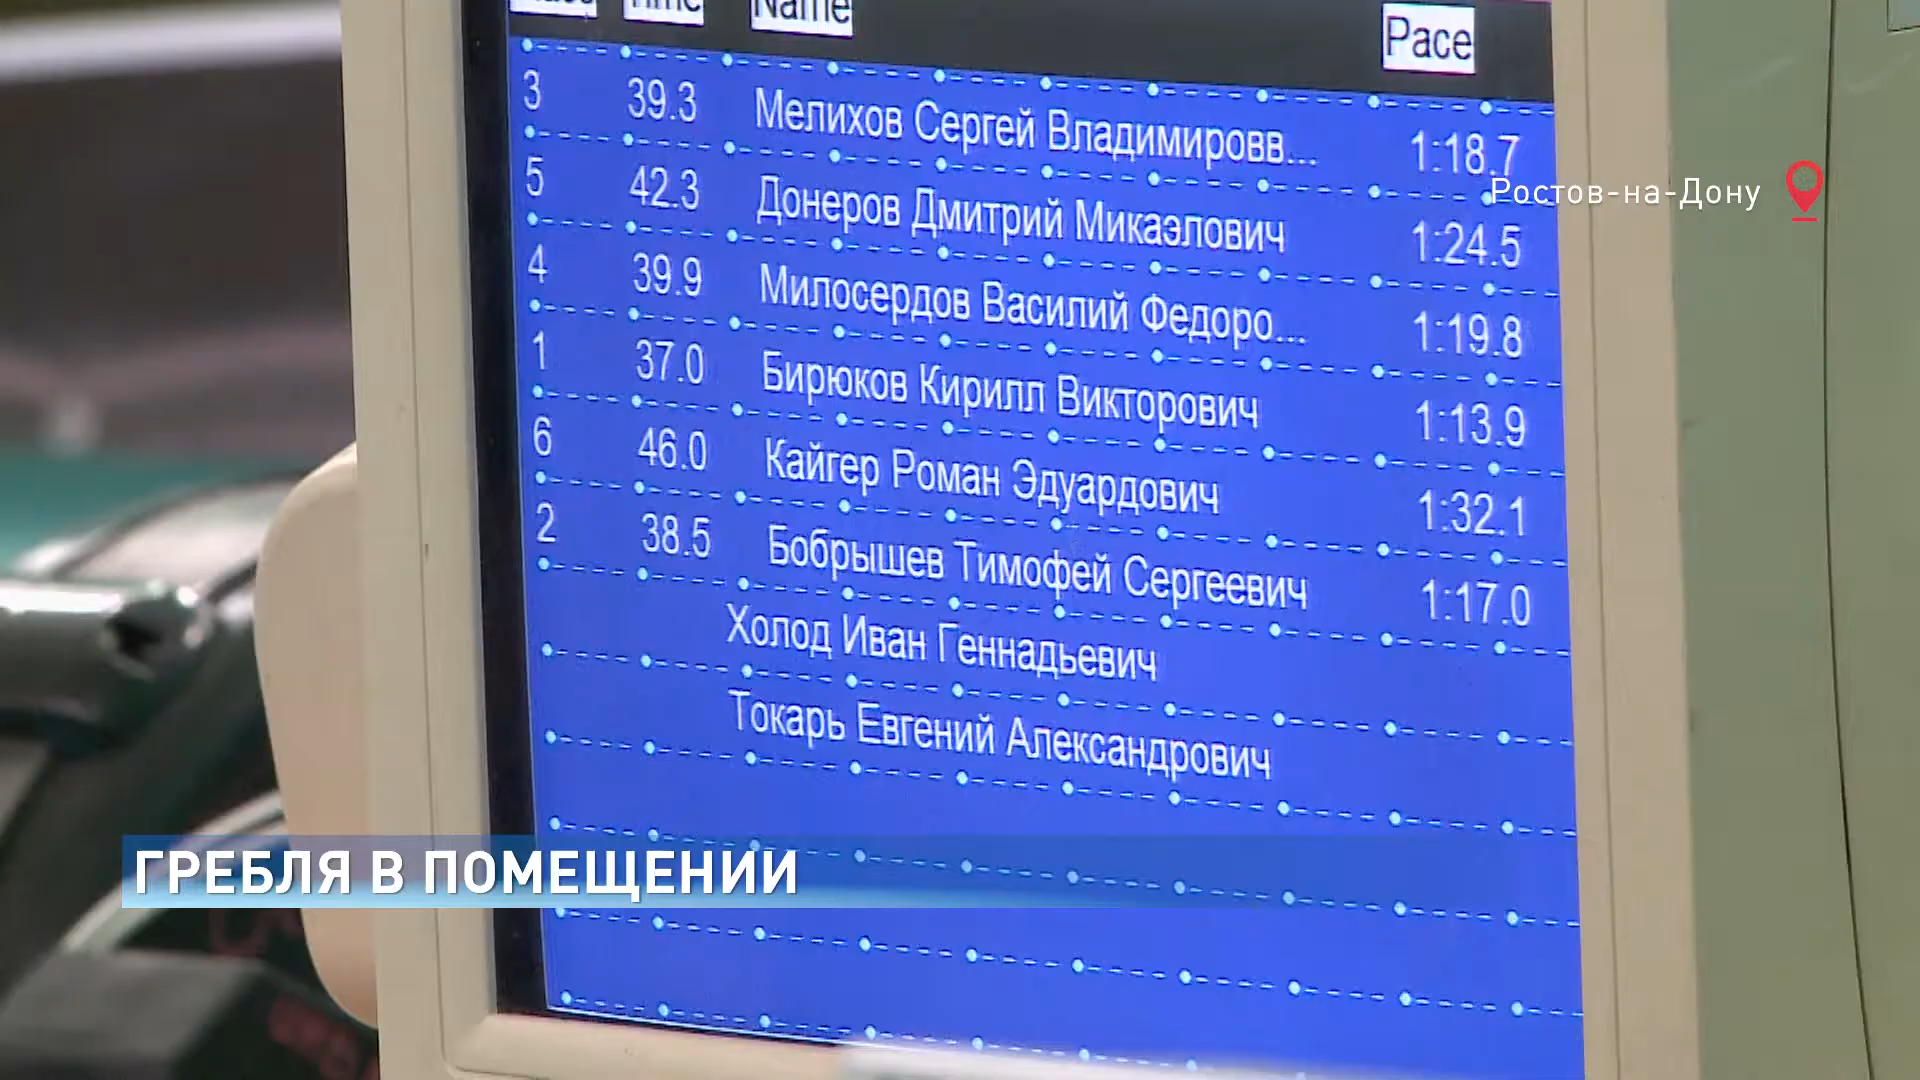 Time Name Pace
3 39.3 Мелихов Сергей Владимировв... 1:18.7
Ростов-на-Дону
5 42.3 Донеров Дмитрий Микаэлович 1:24.5
4 39.9 Милосердов Василий Федоро... 1:19.8
1 37.0 Бирюков Кирилл Викторович 1:13.9
6 46.0 Кайгер Роман Эдуардович 1:32.1
2 38.5 Бобрышев Тимофей Сергеевич 1:17.0
Холод Иван Геннадьевич
Токарь Евгений Александрович
ГРЕБЛЯ В ПОМЕЩЕНИИ